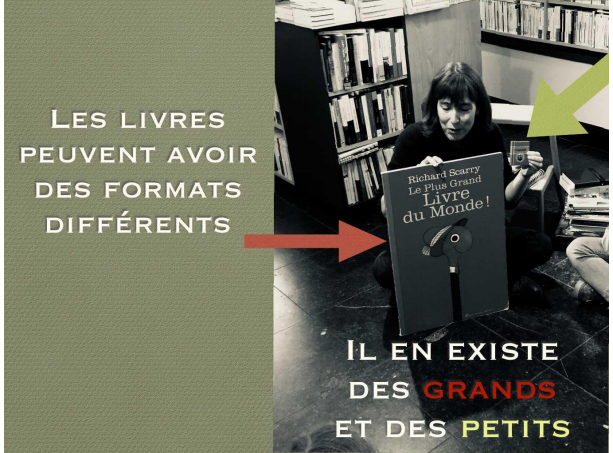 LES LIVRES
PEUVENT AVOIR
DES FORMATS
DIFFÉRENTS
Richard Scarry
Le Plus Grand
Livre
du Monde!
IL EN EXISTE
DES GRANDS
ET DES PETITS